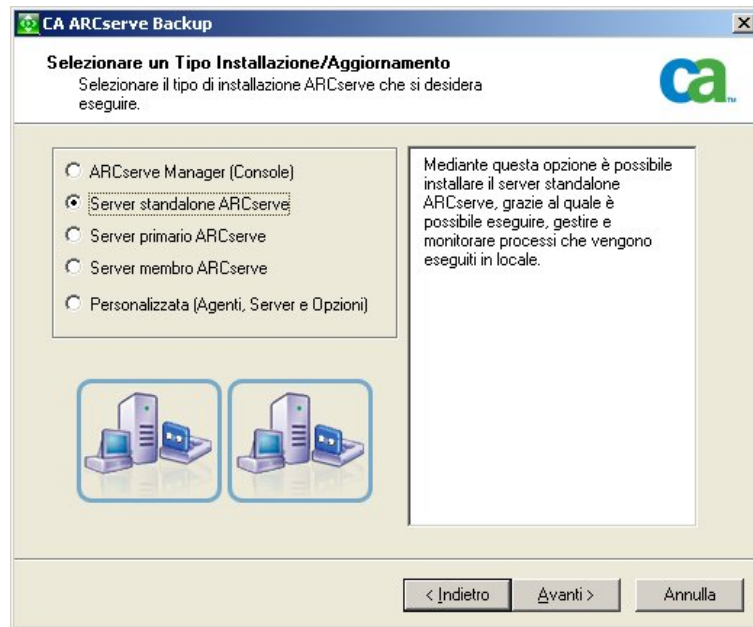 CA ARCserve Backup
Selezionare un Tipo Installazione/Aggiornamento
Selezionare il tipo di installazione ARCserve che si desidera
eseguire.
ca
TM
ARCserve Manager (Console)
Server standalone ARCserve
Server primario ARCserve
Server membro ARCserve
Personalizzata (Agenti, Server e Opzioni)
Mediante questa opzione è possibile
installare il server standalone
ARCserve, grazie al quale è
possibile eseguire, gestire e
monitorare processi che vengono
eseguiti in locale.
< Indietro
Avanti >
Annulla